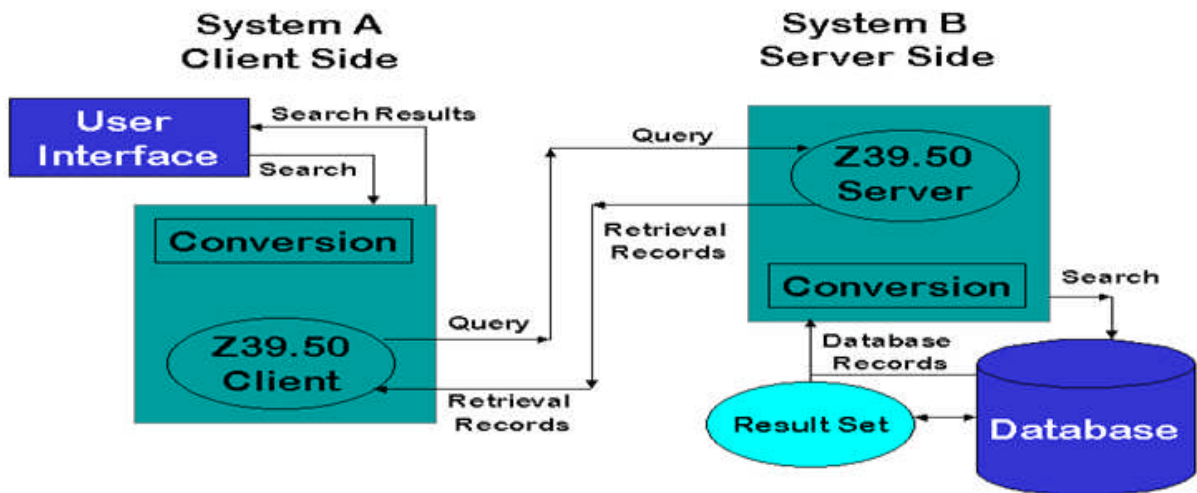 System A
Client Side
System B
Server Side
User
Interface
Search Results
Search
Conversion
Z39.50
Client
Query
Retrieval
Records
Query
Retrieval
Records
Z39.50
Server
Conversion
Search
Database
Records
Result Set
Database